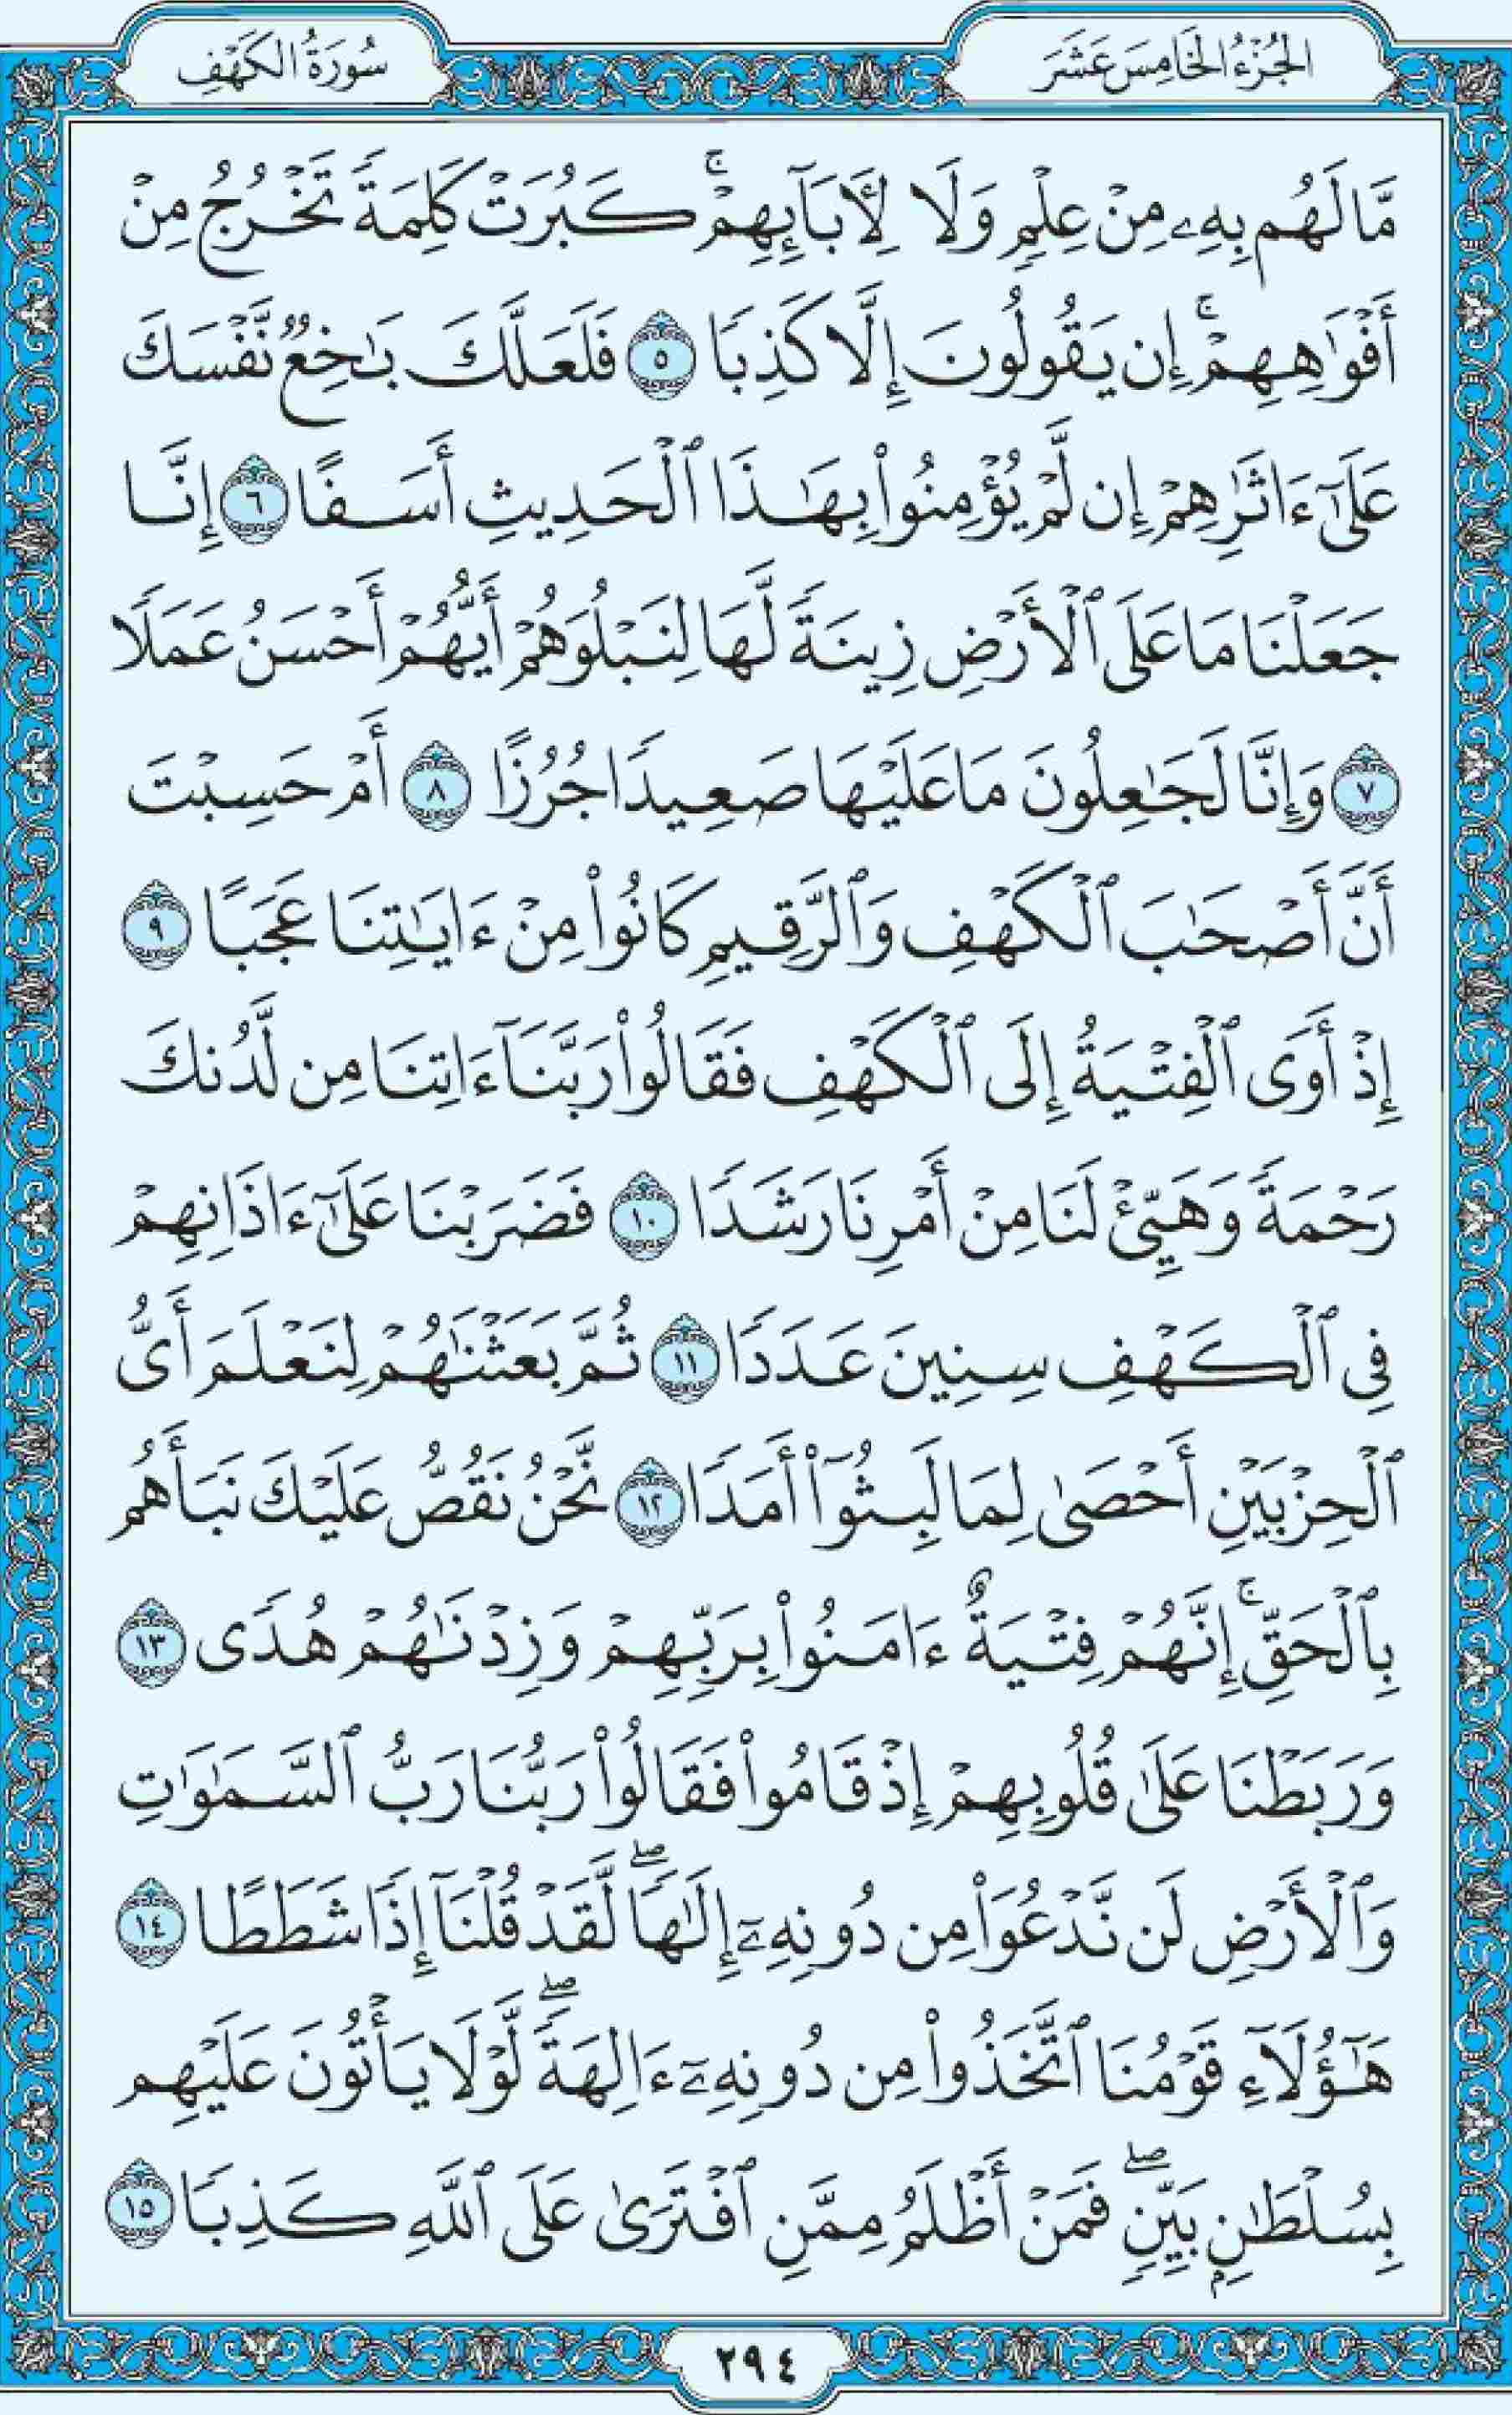 الجُزْءُ الخَامِسَ عَشَرَ
سُورَةُ الكَهْفِ
مَّا لَهُم بِهِۦ مِنْ عِلْمٍ وَلَا لِأٓبَآئِهِمْ ۚ كَبُرَتْ كَلِمَةً تَخْرُجُ مِنْ
أَفْوَٰهِهِمْ ۚ إِن يَقُولُونَ إِلَّا كَذِبًا ٥ فَلَعَلَّكَ بَٰخِعٌ نَّفْسَكَ
عَلَىٰٓ ءَاثَٰرِهِمْ إِن لَّمْ يُؤْمِنُوا۟ بِهَٰذَا ٱلْحَدِيثِ أَسَفًا ٦ إِنَّا
جَعَلْنَا مَا عَلَى ٱلْأَرْضِ زِينَةً لَّهَا لِنَبْلُوَهُمْ أَيُّهُمْ أَحْسَنُ عَمَلًا
٧ وَإِنَّا لَجَٰعِلُونَ مَا عَلَيْهَا صَعِيدًا جُرُزًا ٨ أَمْ حَسِبْتَ
أَنَّ أَصْحَٰبَ ٱلْكَهْفِ وَٱلرَّقِيمِ كَانُوا۟ مِنْ ءَايَٰتِنَا عَجَبًا ٩
إِذْ أَوَى ٱلْفِتْيَةُ إِلَى ٱلْكَهْفِ فَقَالُوا۟ رَبَّنَآ ءَاتِنَا مِن لَّدُنكَ
رَحْمَةً وَهَيِّئْ لَنَا مِنْ أَمْرِنَا رَشَدًا ١٠ فَضَرَبْنَا عَلَىٰٓ ءَاذَانِهِمْ
فِى ٱلْكَهْفِ سِنِينَ عَدَدًا ١١ ثُمَّ بَعَثْنَٰهُمْ لِنَعْلَمَ أَىُّ
ٱلْحِزْبَيْنِ أَحْصَىٰ لِمَا لَبِثُوٓا۟ أَمَدًا ١٢ نَّحْنُ نَقُصُّ عَلَيْكَ نَبَأَهُم
بِٱلْحَقِّ ۚ إِنَّهُمْ فِتْيَةٌ ءَامَنُوا۟ بِرَبِّهِمْ وَزِدْنَٰهُمْ هُدًى ١٣
وَرَبَطْنَا عَلَىٰ قُلُوبِهِمْ إِذْ قَامُوا۟ فَقَالُوا۟ رَبُّنَا رَبُّ ٱلسَّمَٰوَٰتِ
وَٱلْأَرْضِ لَن نَّدْعُوَا۟ مِن دُونِهِۦٓ إِلَٰهًا ۖ لَّقَدْ قُلْنَآ إِذًا شَطَطًا ١٤
هَٰٓؤُلَآءِ قَوْمُنَا ٱتَّخَذُوا۟ مِن دُونِهِۦٓ ءَالِهَةً ۖ لَّوْلَا يَأْتُونَ عَلَيْهِم
بِسُلْطَٰنٍۭ بَيِّنٍ ۖ فَمَنْ أَظْلَمُ مِمَّنِ ٱفْتَرَىٰ عَلَى ٱللَّهِ كَذِبًا ١٥
٢٩٤